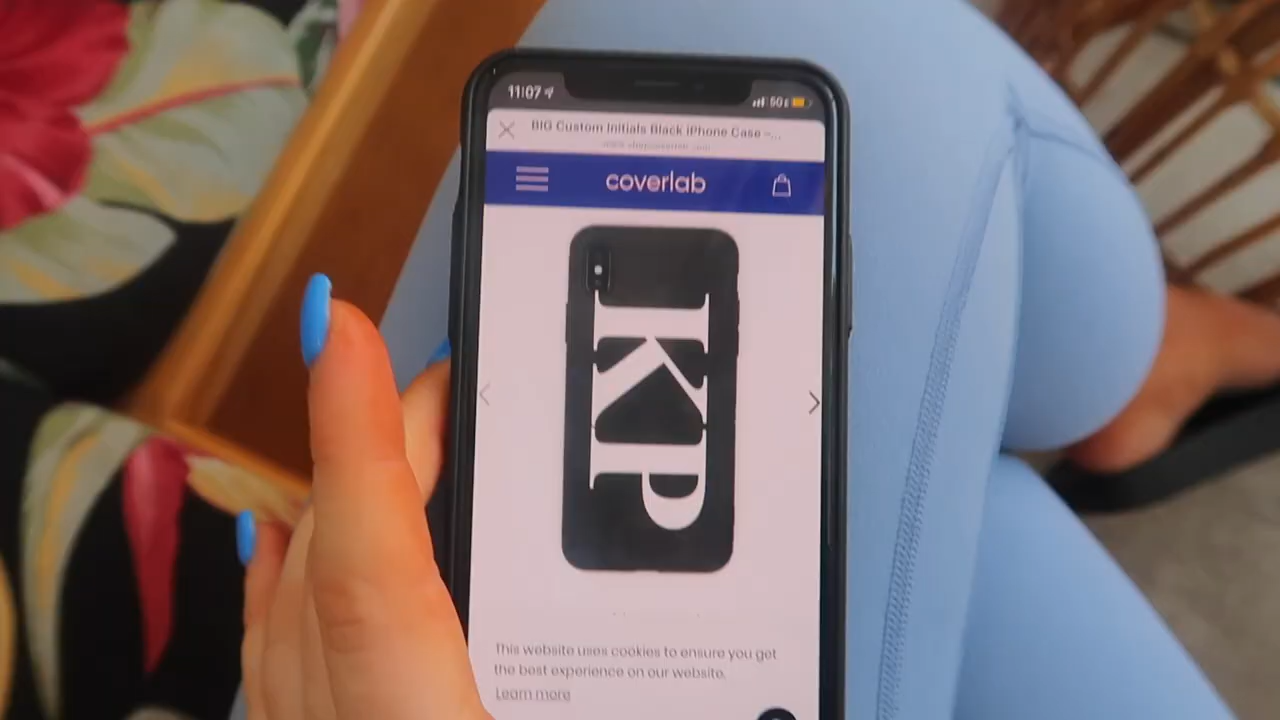 11:07
5GE
BIG Custom Initials Black iPhone Case –...
coverlab
KP
This website uses cookies to ensure you get
the best experience on our website.
Learn more